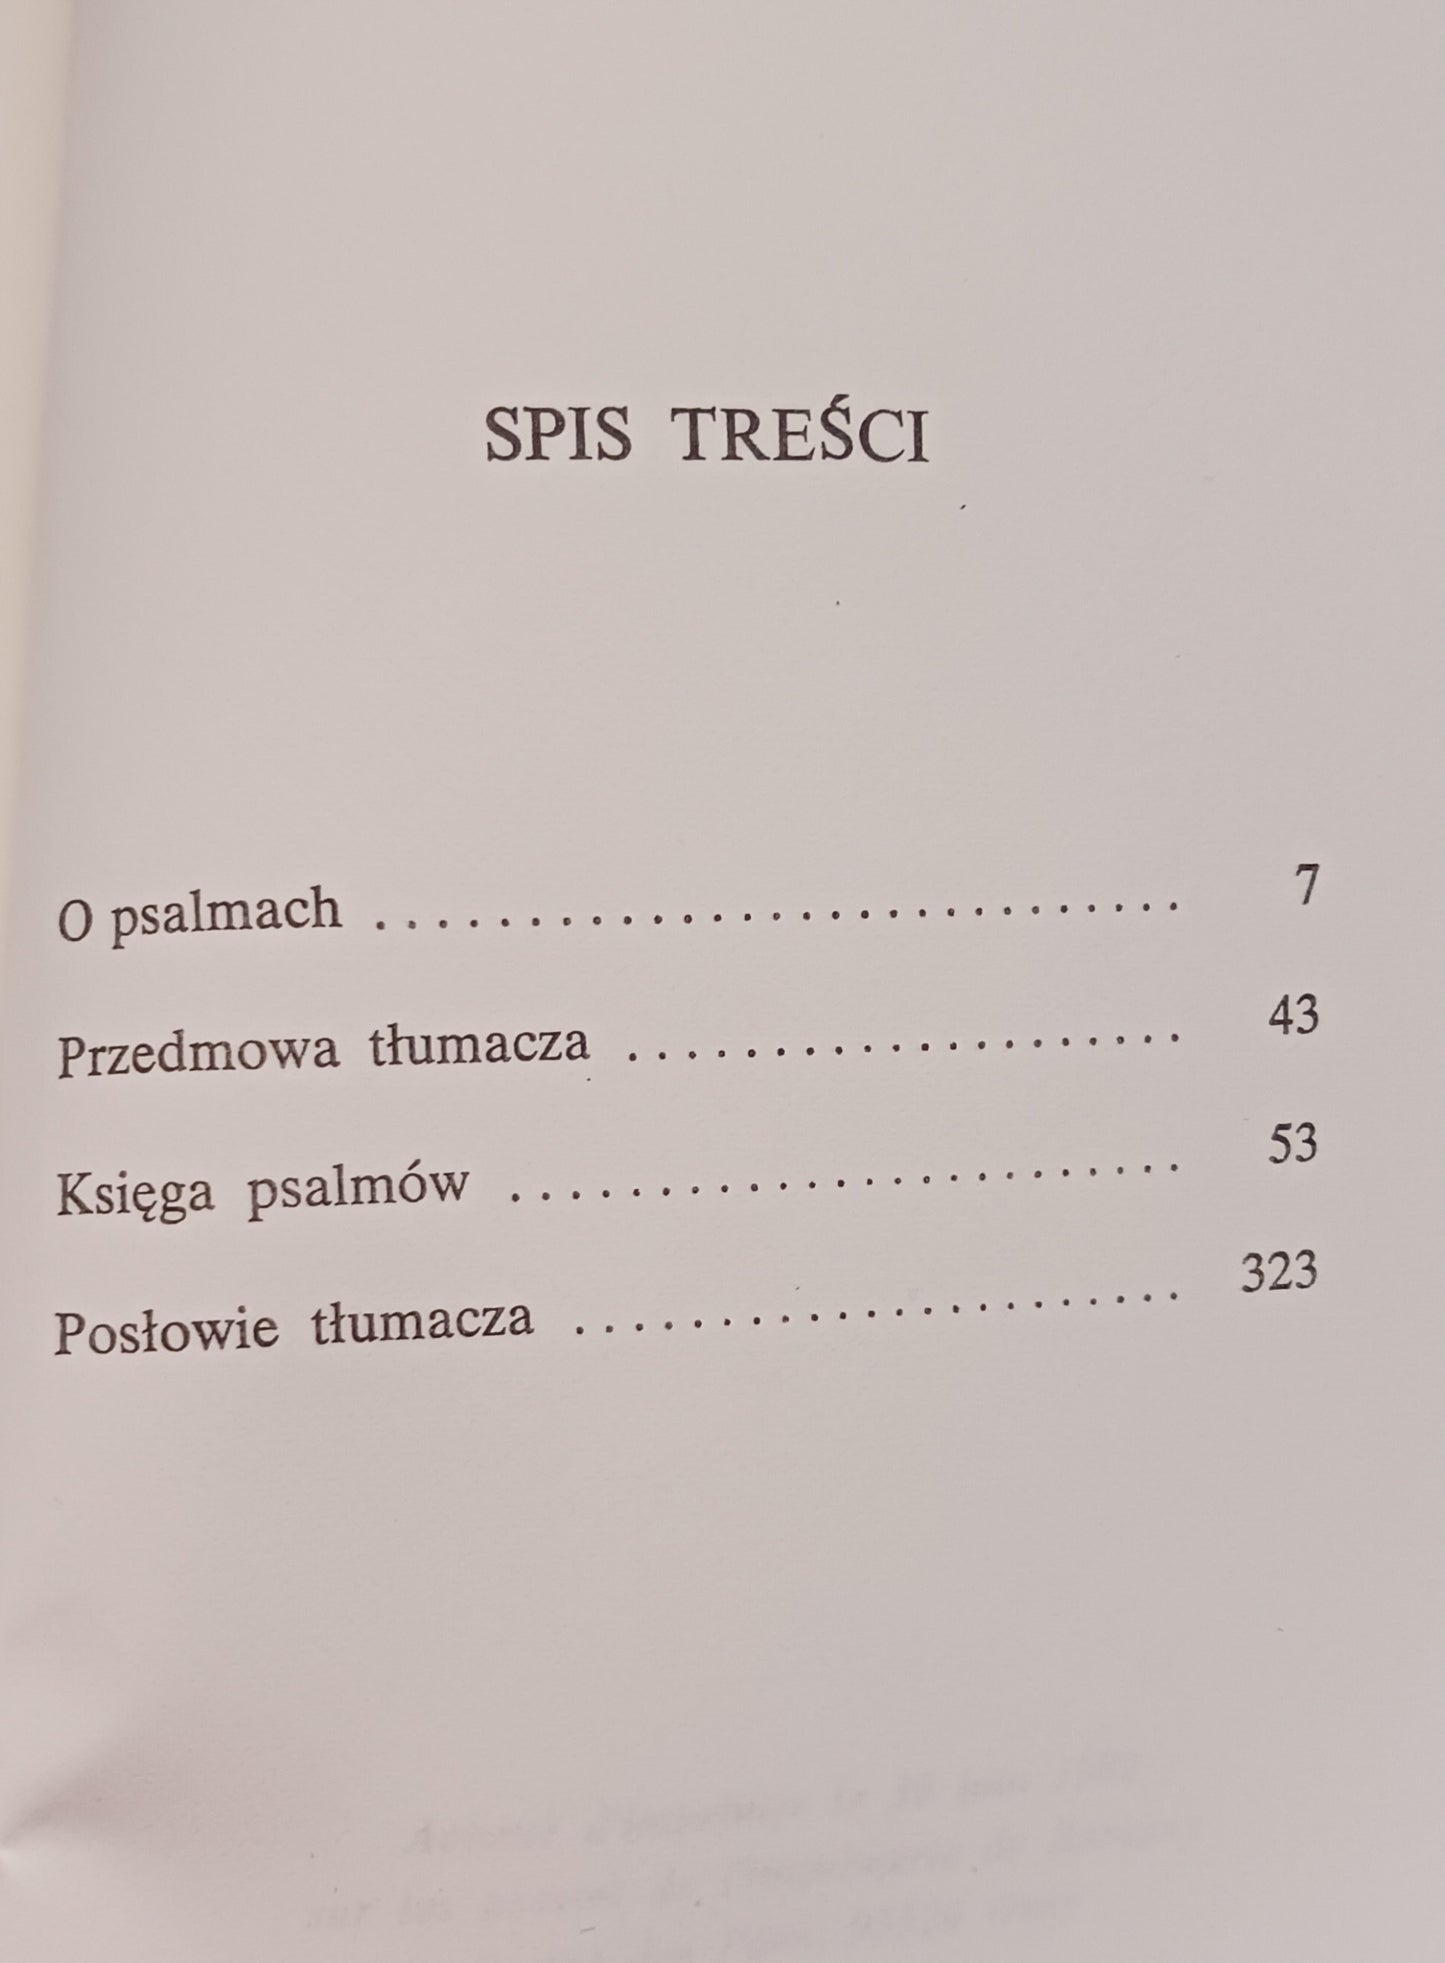 SPIS TREŚCI
O psalmach . . . . . . . . . . . . . . . . . . . . . . . . . . . 7
Przedmowa tłumacza . . . . . . . . . . . . . . . . . . . 43
Księga psalmów . . . . . . . . . . . . . . . . . . . . . . . 53
Posłowie tłumacza . . . . . . . . . . . . . . . . . . . . . 323